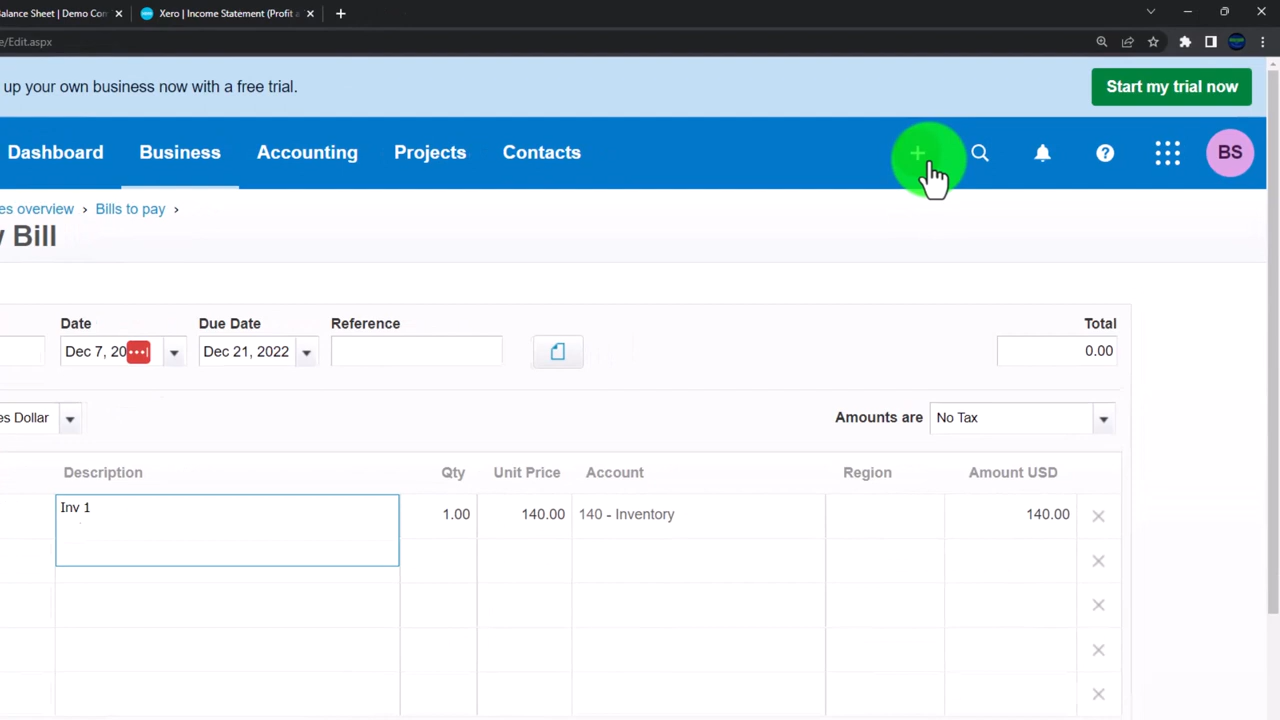 Balance Sheet | Demo Com
Xero | Income Statement (Profit a
e/Edit.aspx
up your own business now with a free trial.
Start my trial now
Dashboard
Business
Accounting
Projects
Contacts
BS
es overview › Bills to pay ›
Bill
Date
Due Date
Reference
Total
Dec 7, 20
Dec 21, 2022
0.00
es Dollar
Amounts are
No Tax
Description
Qty
Unit Price
Account
Region
Amount USD
Inv 1
1.00
140.00
140 - Inventory
140.00